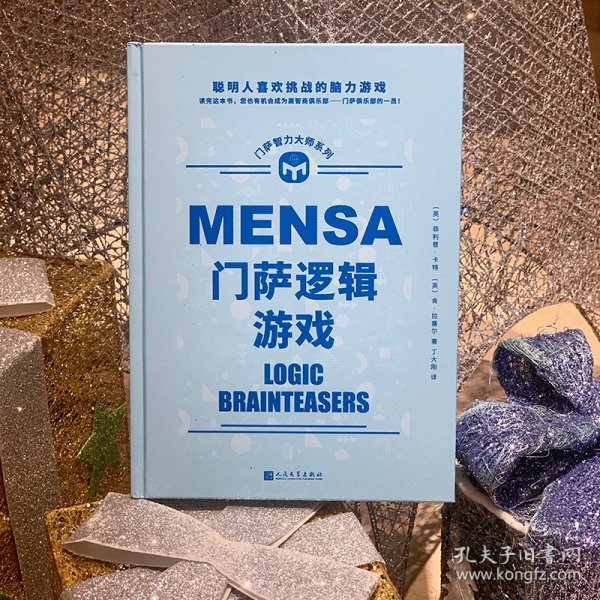 聪明人喜欢挑战的脑力游戏
读完这本书，您也有机会成为高智商俱乐部——门萨俱乐部的一员！
门萨智力大师系列
MENSA
门萨逻辑
游戏
LOGIC
BRAINTEASERS
［英］菲利普·卡特 ［英］肯·拉塞尔 著 丁大刚 译
人民文学出版社
PEOPLE'S LITERATURE PUBLISHING HOUSE
孔夫子旧书网
www.kongfz.com